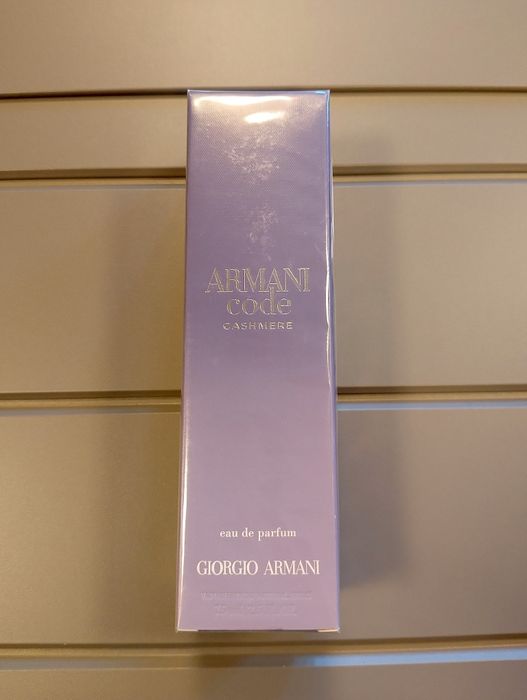 ARMANI
code
CASHMERE
eau de parfum
GIORGIO ARMANI